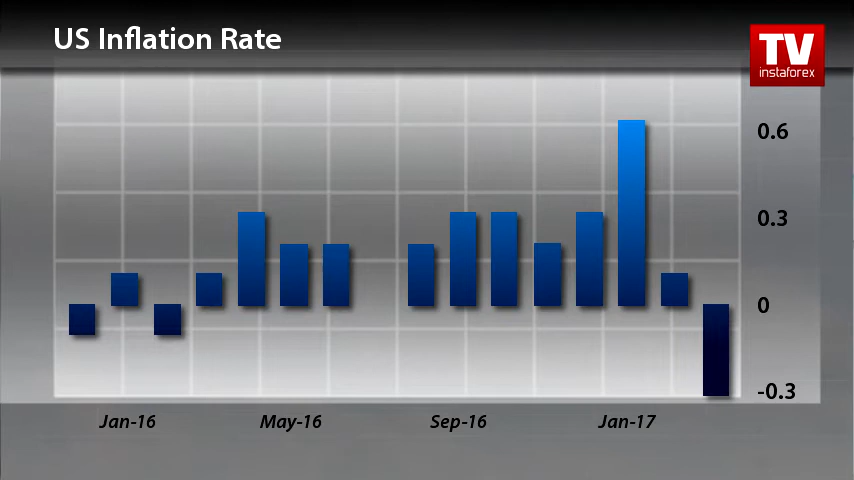 US Inflation Rate
TV
instaforex
0.6
0.3
0
-0.3
Jan-16 May-16 Sep-16 Jan-17